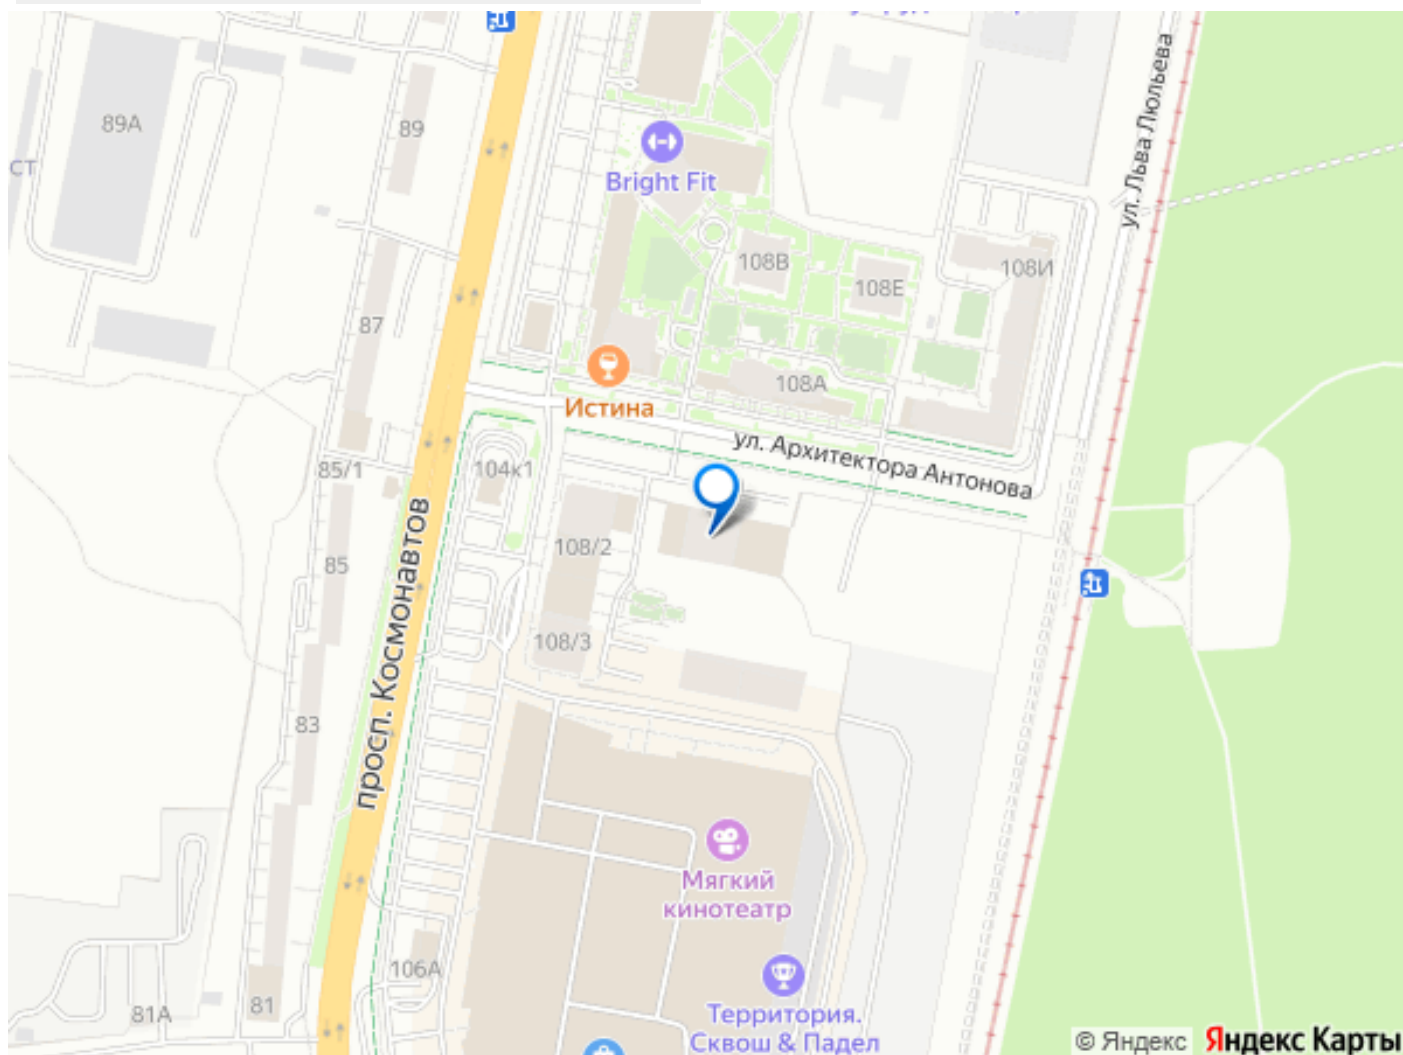 89А
89
СТ
Bright Fit
ул. Льва Люльева
108В
108И
108Е
87
108А
Истина
ул. Архитектора Антонова
85/1
104к1
просп. Космонавтов
108/2
85
108/3
83
Мягкий
кинотеатр
106А
81А
81
Территория.
Сквош & Падел
© Яндекс Яндекс Карты